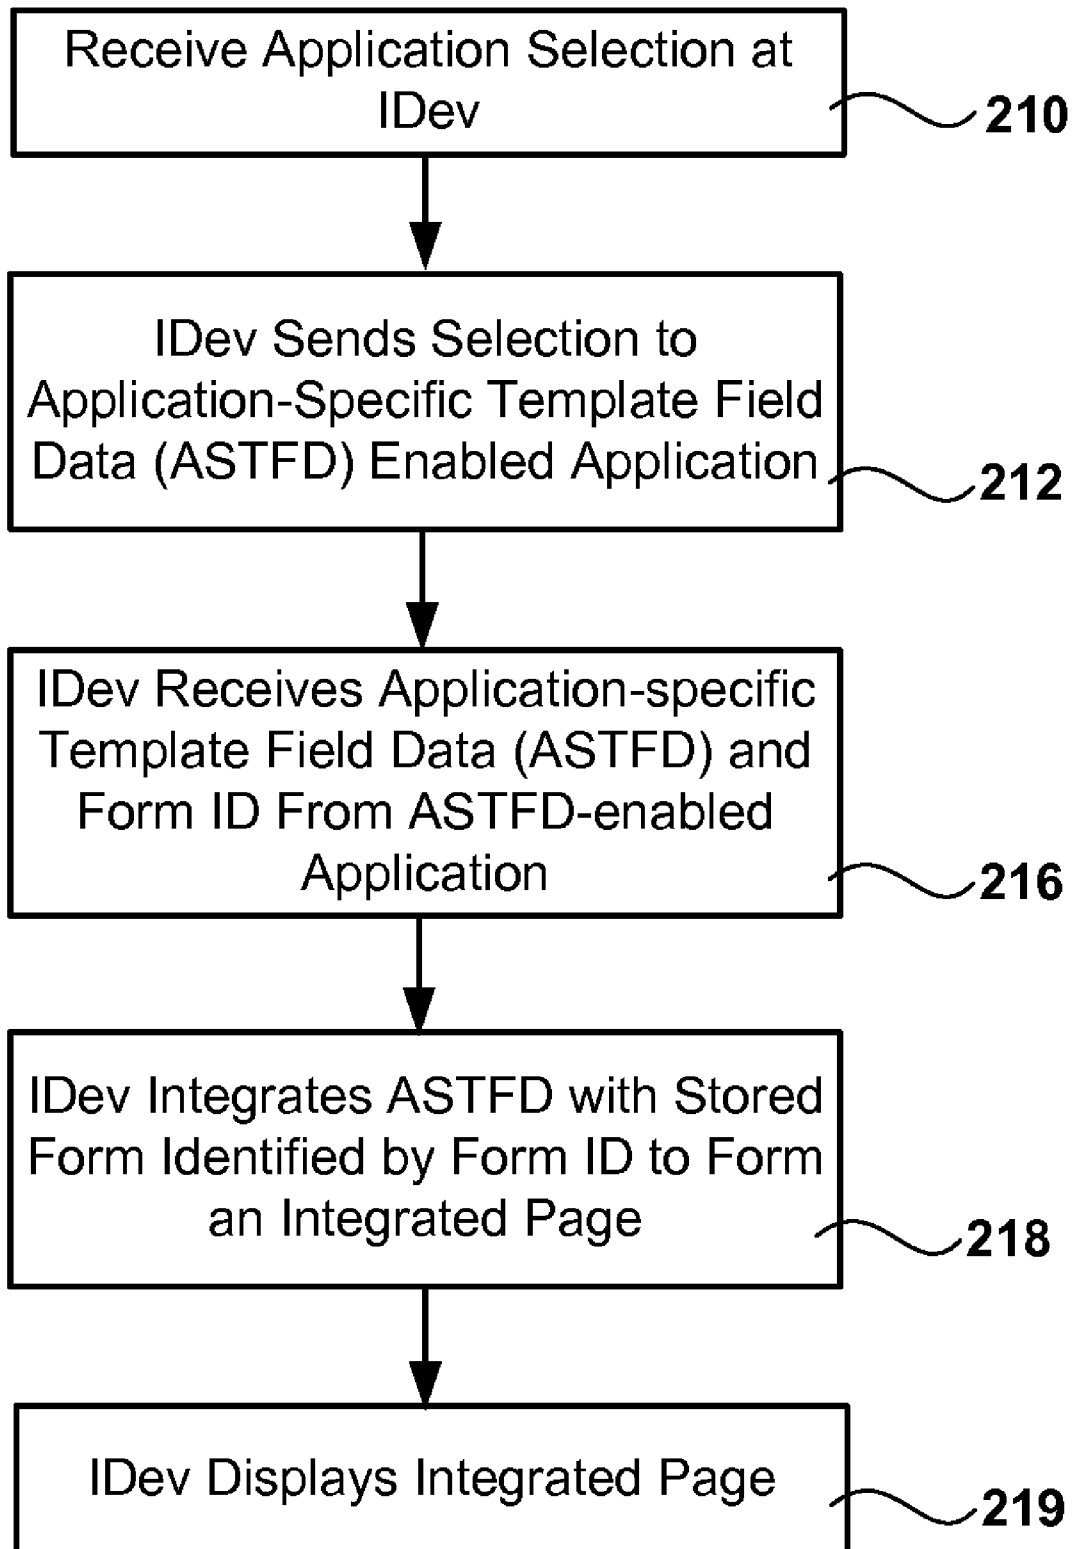 Receive Application Selection at
IDev
210
IDev Sends Selection to
Application-Specific Template Field
Data (ASTFD) Enabled Application
212
IDev Receives Application-specific
Template Field Data (ASTFD) and
Form ID From ASTFD-enabled
Application
216
IDev Integrates ASTFD with Stored
Form Identified by Form ID to Form
an Integrated Page
218
IDev Displays Integrated Page
219